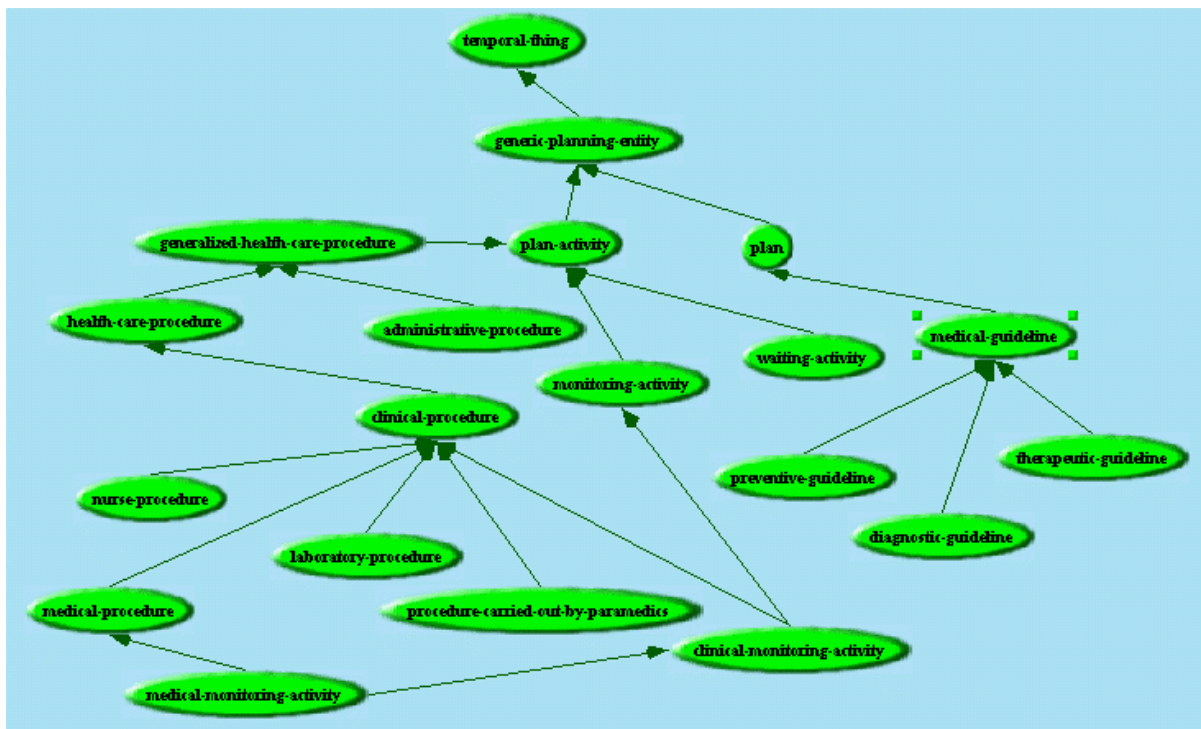 temporal-thing
generic-planning-entity
generalized-health-care-procedure
plan-activity
plan
health-care-procedure
administrative-procedure
medical-guideline
waiting-activity
monitoring-activity
clinical-procedure
therapeutic-guideline
preventive-guideline
nurse-procedure
diagnostic-guideline
laboratory-procedure
medical-procedure
procedure-carried-out-by-paramedics
clinical-monitoring-activity
medical-monitoring-activity